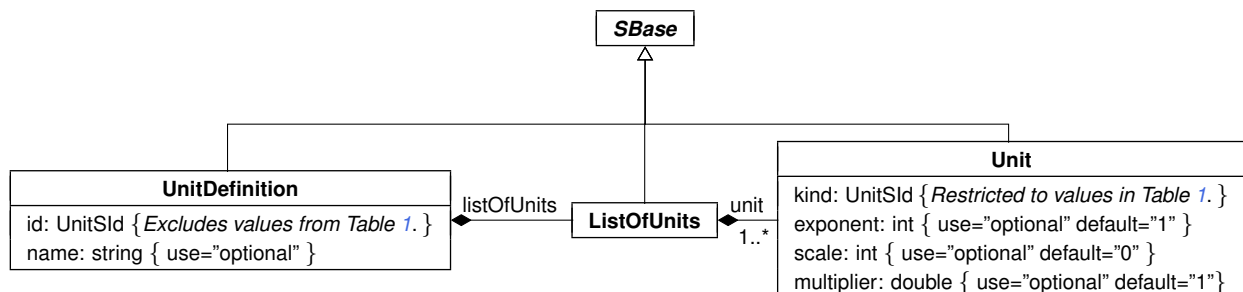 SBase
UnitDefinition
id: UnitSId {Excludes values from Table 1. }
name: string { use=”optional” }
listOfUnits
ListOfUnits
unit
1..*
Unit
kind: UnitSId {Restricted to values in Table 1. }
exponent: int { use=”optional” default=”1” }
scale: int { use=”optional” default=”0” }
multiplier: double { use=”optional” default=”1”}